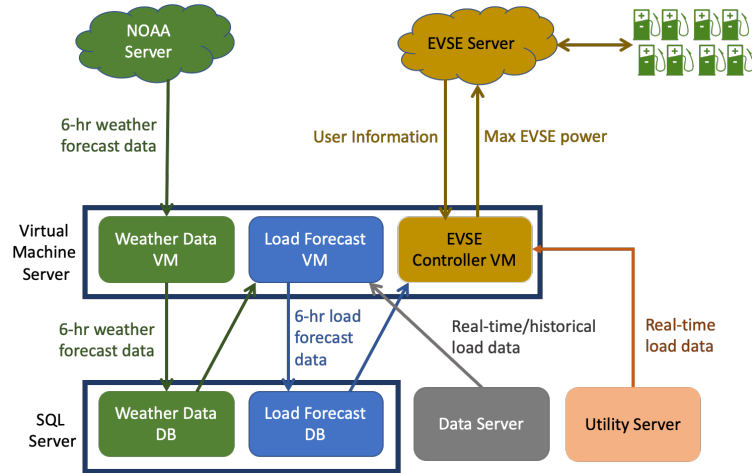 NOAA
Server
EVSE Server
6-hr weather
forecast data
User Information
Max EVSE power
Virtual
Machine
Server
Weather Data
VM
Load Forecast
VM
EVSE
Controller VM
6-hr weather
forecast data
6-hr load
forecast
data
Real-time/historical
load data
Real-time
load data
SQL
Server
Weather Data
DB
Load Forecast
DB
Data Server
Utility Server